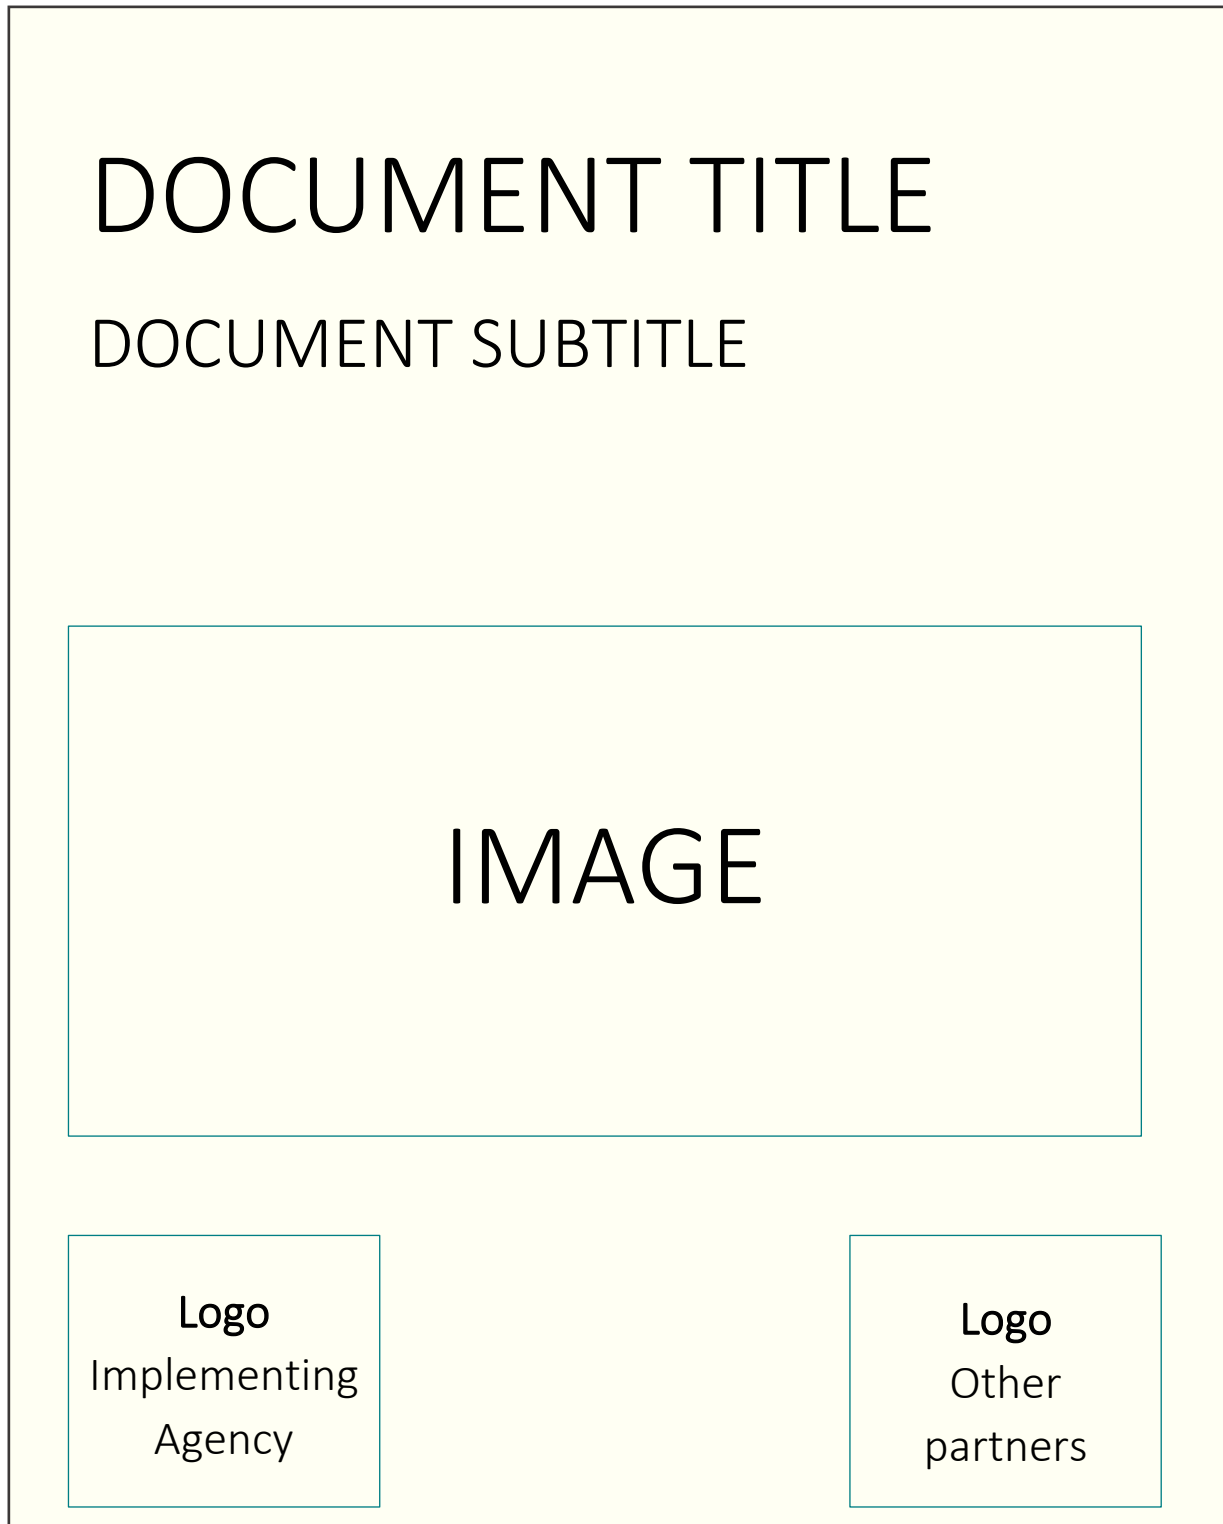 DOCUMENT TITLE
DOCUMENT SUBTITLE
IMAGE
Logo
Implementing
Agency
Logo
Other
partners